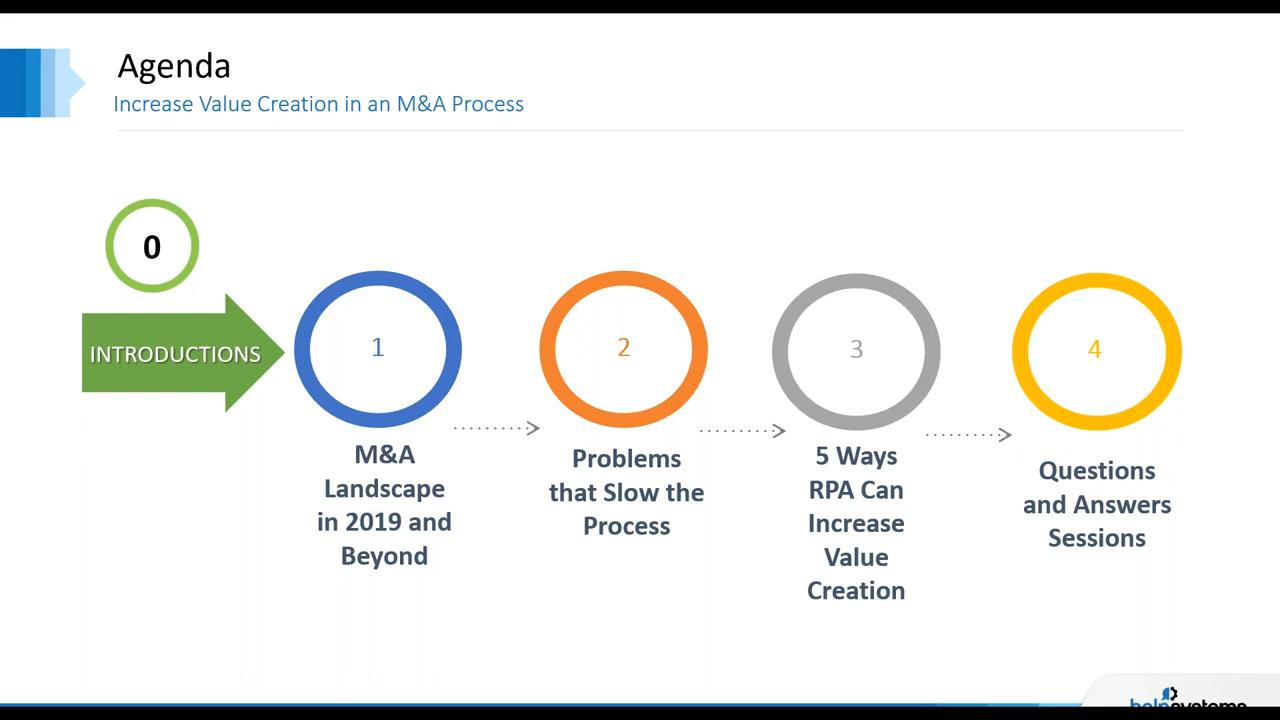 Agenda
Increase Value Creation in an M&A Process
0
INTRODUCTIONS
1
M&A
Landscape
in 2019 and
Beyond
2
Problems
that Slow the
Process
3
5 Ways
RPA Can
Increase
Value
Creation
4
Questions
and Answers
Sessions
helpsystems